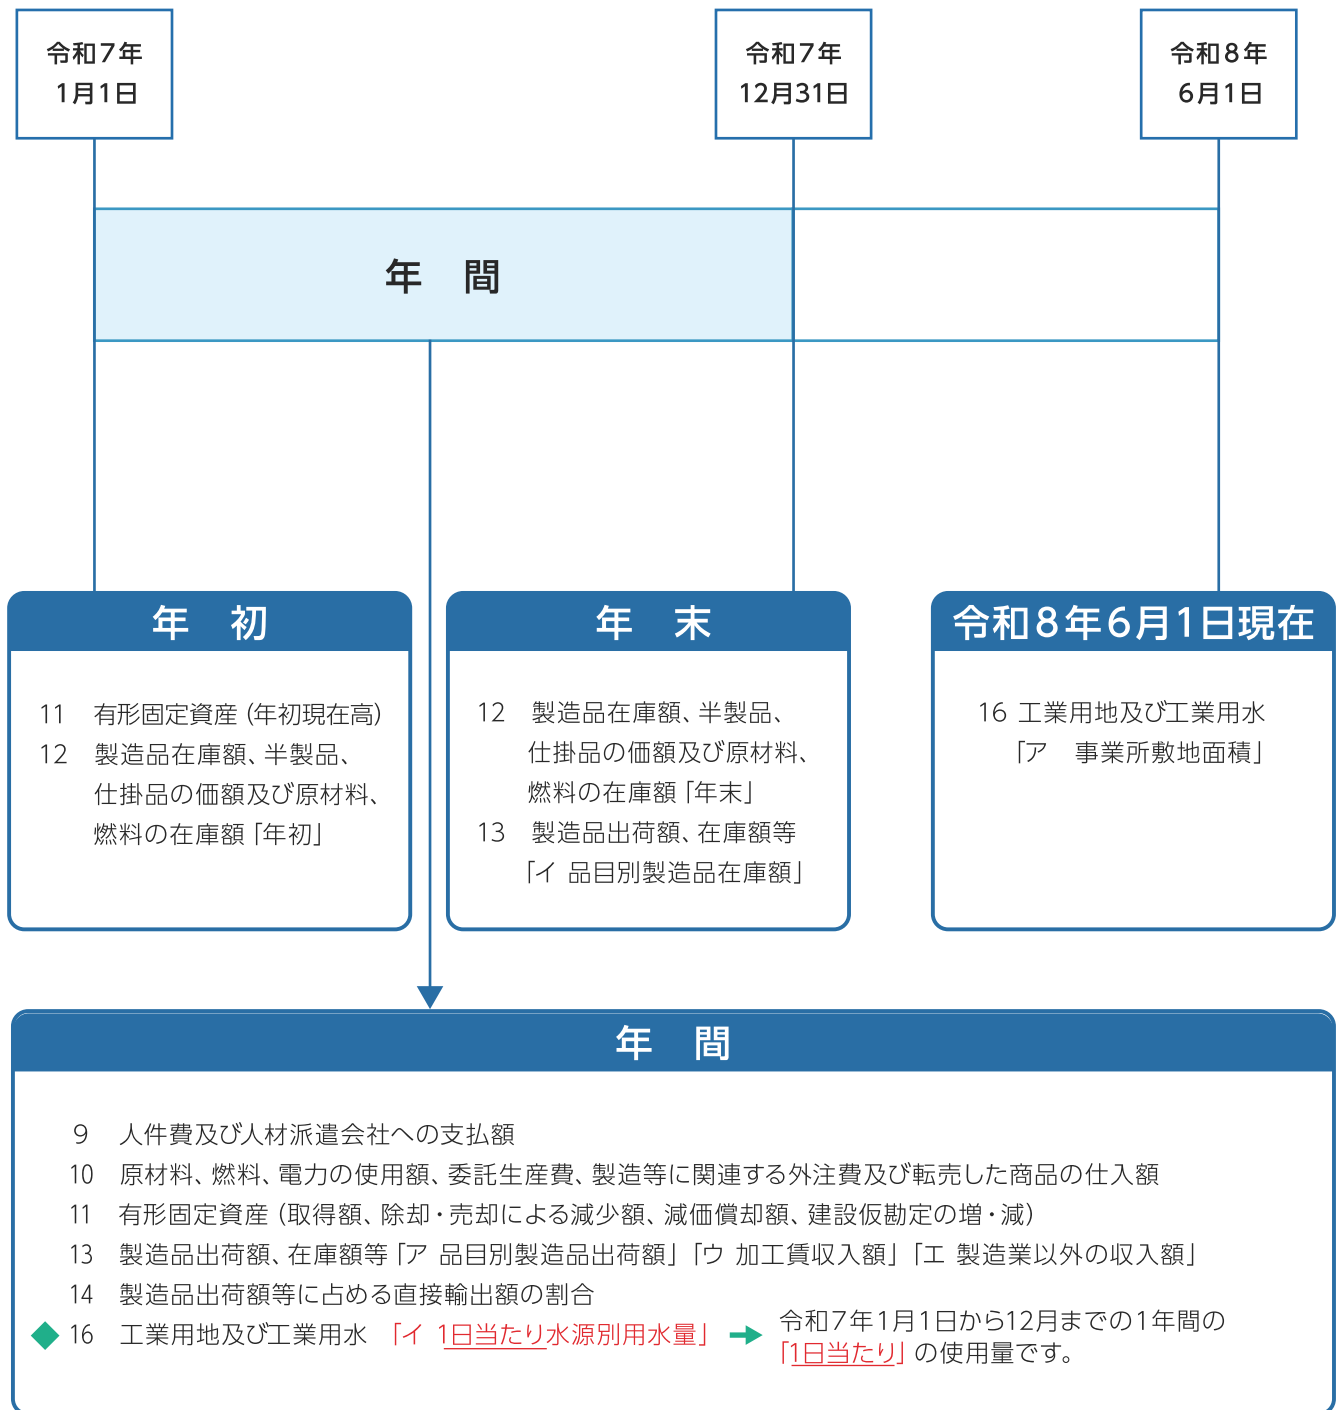 令和7年
1月1日
令和7年
12月31日
令和8年
6月1日
年 間
年 初
11 有形固定資産（年初現在高）
12 製造品在庫額、半製品、
仕掛品の価額及び原材料、
燃料の在庫額「年初」
年 末
12 製造品在庫額、半製品、
仕掛品の価額及び原材料、
燃料の在庫額「年末」
13 製造品出荷額、在庫額等
「イ 品目別製造品在庫額」
令和8年6月1日現在
16 工業用地及び工業用水
「ア 事業所敷地面積」
年 間
9 人件費及び人材派遣会社への支払額
10 原材料、燃料、電力の使用額、委託生産費、製造等に関連する外注費及び転売した商品の仕入額
11 有形固定資産（取得額、除却・売却による減少額、減価償却額、建設仮勘定の増・減）
13 製造品出荷額、在庫額等「ア 品目別製造品出荷額」「ウ 加工賃収入額」「エ 製造業以外の収入額」
14 製造品出荷額等に占める直接輸出額の割合
16 工業用地及び工業用水 「イ 1日当たり水源別用水量」
令和7年1月1日から12月までの1年間の
「1日当たり」の使用量です。